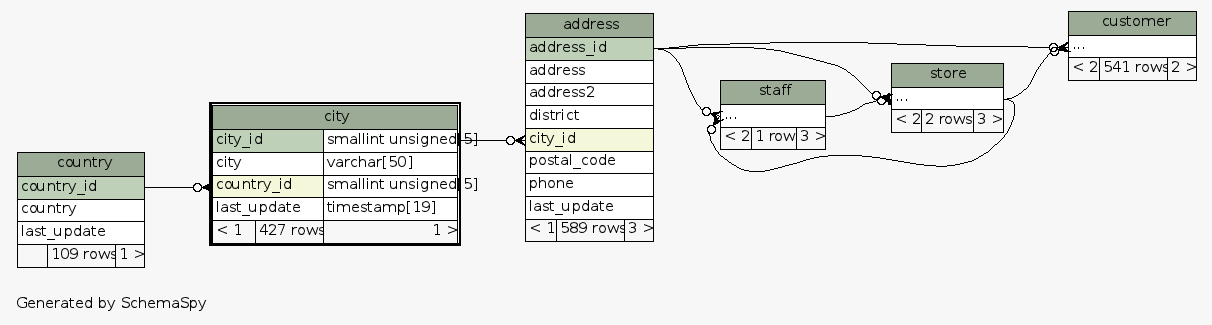 country
country_id
country
last_update
109 rows 1 >
city
city_id smallint unsigned[5]
city varchar[50]
country_id smallint unsigned[5]
last_update timestamp[19]
< 1 427 rows 1 >
address
address_id
address
address2
district
city_id
postal_code
phone
last_update
< 1 589 rows 3 >
staff
...
< 2 1 row 3 >
store
...
< 2 2 rows 3 >
customer
...
< 2 541 rows 2 >
Generated by SchemaSpy